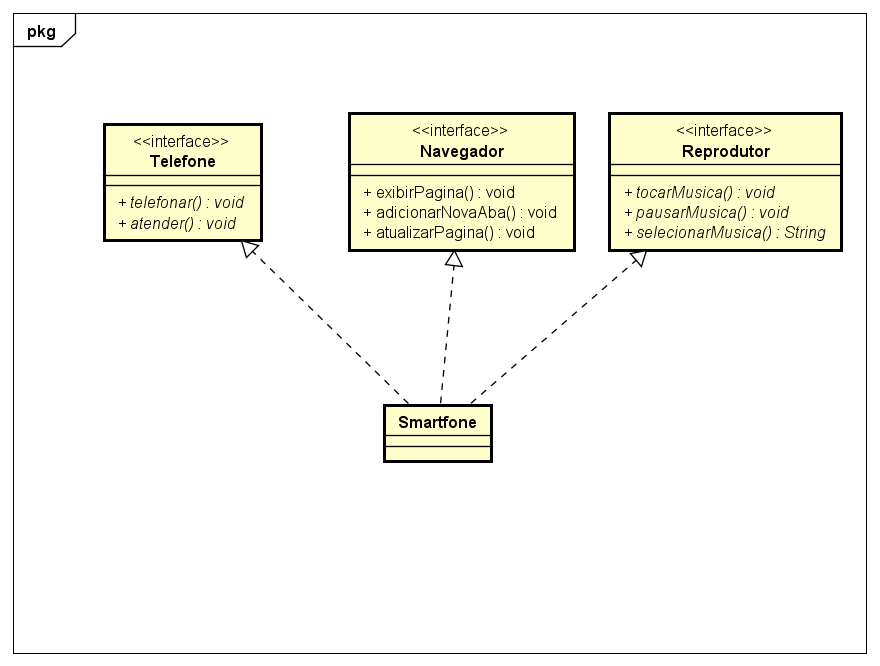 pkg
<<interface>>
Telefone
+ telefonar() : void
+ atender() : void
<<interface>>
Navegador
+ exibirPagina() : void
+ adicionarNovaAba() : void
+ atualizarPagina() : void
<<interface>>
Reprodutor
+ tocarMusica() : void
+ pausarMusica() : void
+ selecionarMusica() : String
Smartfone